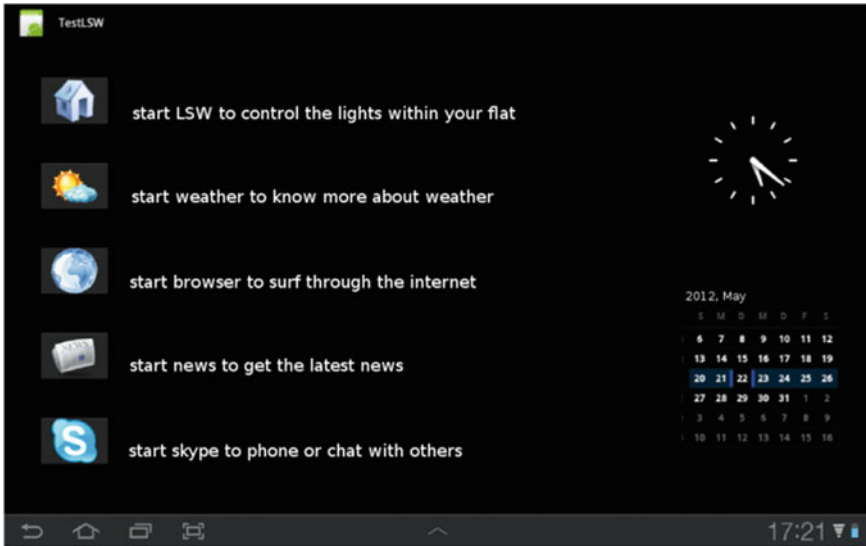 TestLSW
start LSW to control the lights within your flat
start weather to know more about weather
start browser to surf through the internet
NEWS
start news to get the latest news
S
start skype to phone or chat with others
2012, May
S M D M D F S
6 7 8 9 10 11 12
13 14 15 16 17 18 19
20 21 22 23 24 25 26
27 28 29 30 31 1 2
3 4 5 6 7 8 9
10 11 12 13 14 15 16
17:21